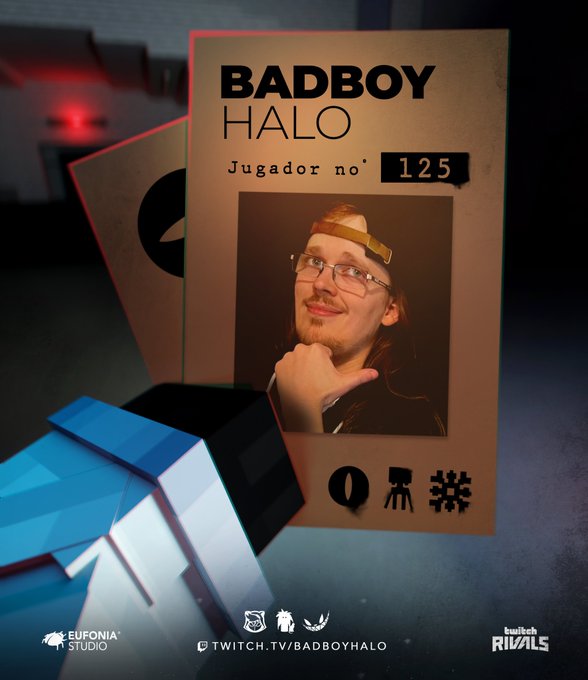 BADBOY
HALO
Jugador no° 125
EUFONIA®
STUDIO
TWITCH.TV/BADBOYHALO
twitch
RIVALS